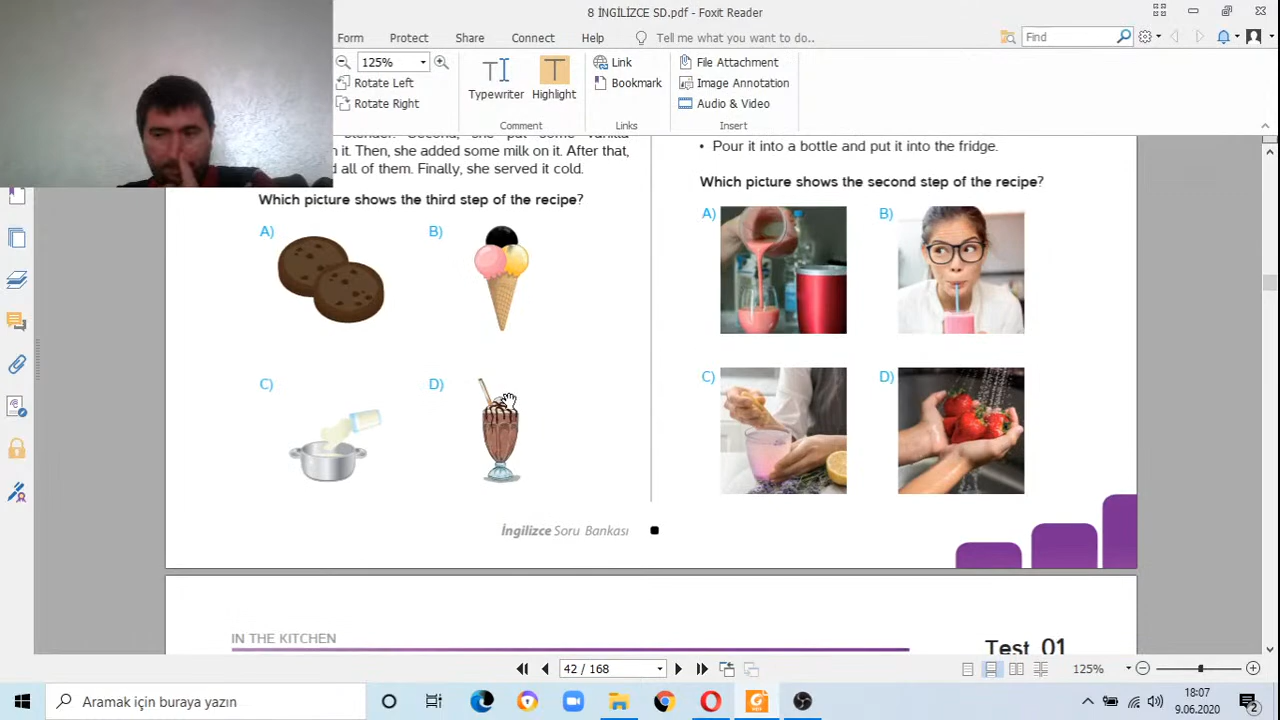 8 İNGİLİZCE SD.pdf - Foxit Reader
Form Protect Share Connect Help Tell me what you want to do.. Find
125%
Rotate Left
Rotate Right
Typewriter
Highlight
Link
Bookmark
File Attachment
Image Annotation
Audio & Video
Comment Links Insert
it. Then, she added some milk on it. After that,
all of them. Finally, she served it cold.
Which picture shows the third step of the recipe?
A)
B)
C)
D)
İngilizce Soru Bankası
• Pour it into a bottle and put it into the fridge.
Which picture shows the second step of the recipe?
A)
B)
C)
D)
IN THE KITCHEN
Test 01
42 / 168
125%
Aramak için buraya yazın
18:07
9.06.2020
2